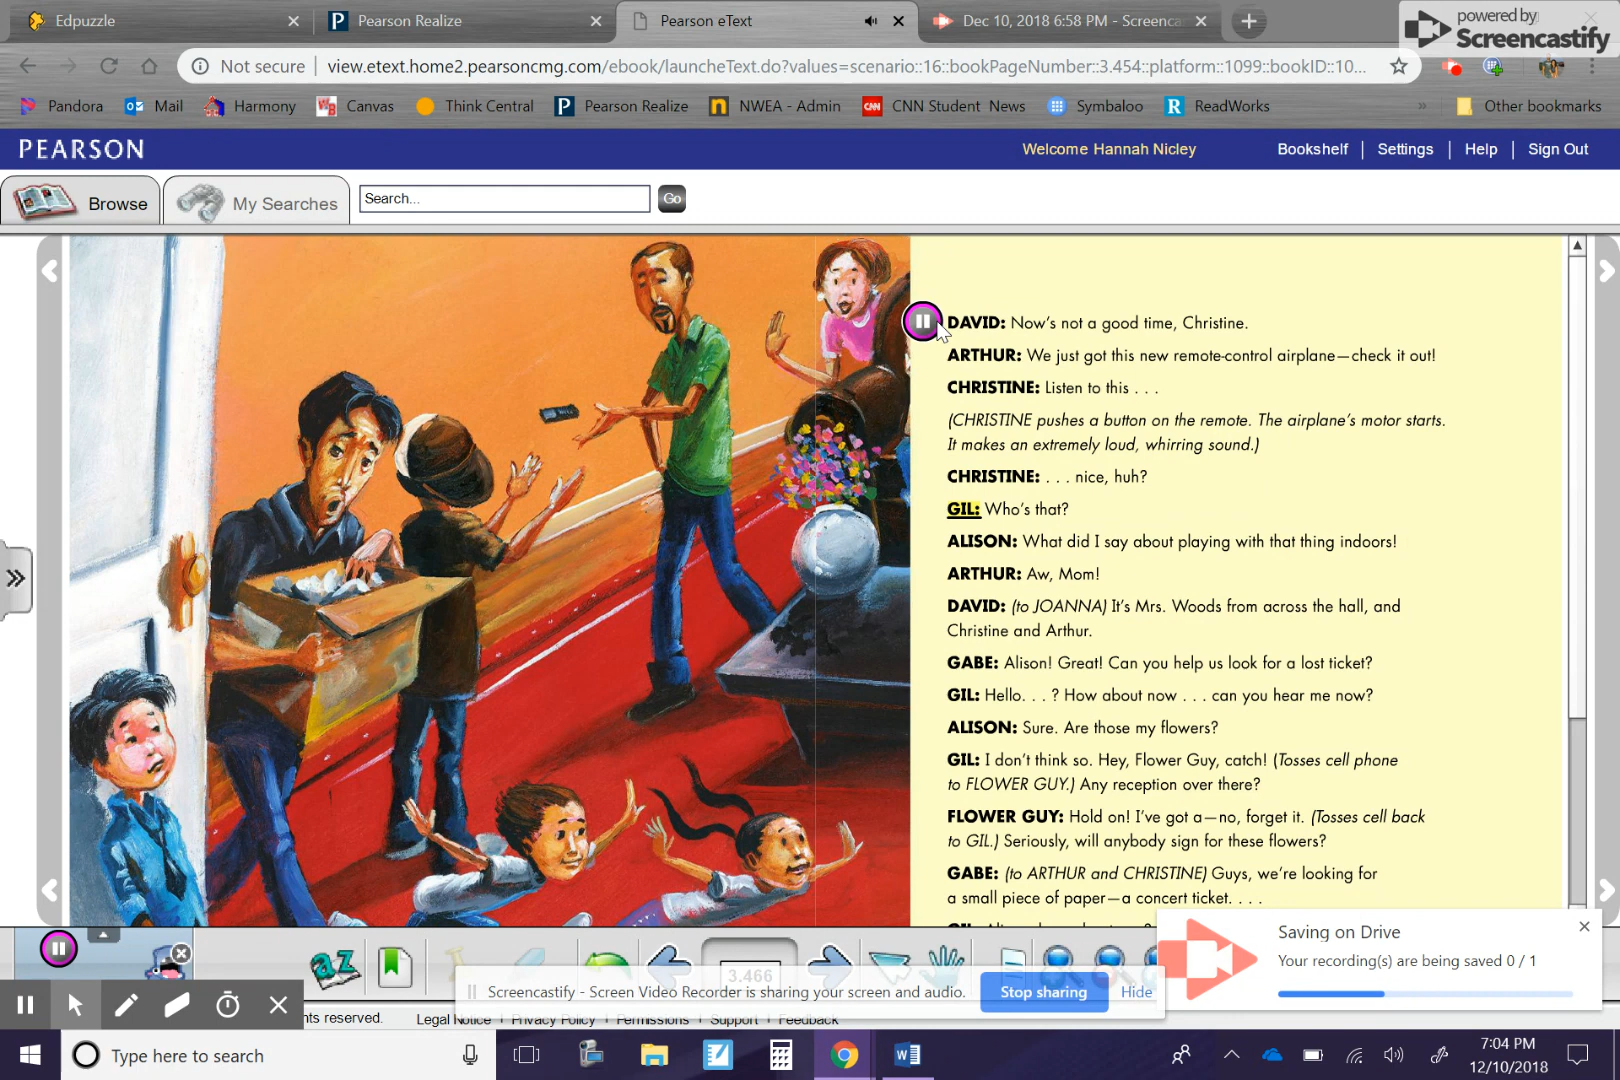 Edpuzzle
Pearson Realize
Pearson eText
Dec 10, 2018 6:58 PM - Screenca
powered by
Screencastify
Not secure
view.etext.home2.pearsoncmg.com/ebook/launcheText.do?values=scenario::16::bookPageNumber::3.454::platform::1099::bookID::10...
Pandora
Mail
Harmony
Canvas
Think Central
Pearson Realize
NWEA - Admin
CNN Student News
Symbaloo
ReadWorks
»
Other bookmarks
PEARSON
Welcome Hannah Nicley
Bookshelf | Settings | Help | Sign Out
Browse
My Searches
Search...
Go
DAVID: Now's not a good time, Christine.
ARTHUR: We just got this new remote-control airplane—check it out!
CHRISTINE: Listen to this . . .
(CHRISTINE pushes a button on the remote. The airplane's motor starts.
It makes an extremely loud, whirring sound.)
CHRISTINE: . . . nice, huh?
GIL: Who's that?
ALISON: What did I say about playing with that thing indoors!
ARTHUR: Aw, Mom!
DAVID: (to JOANNA) It's Mrs. Woods from across the hall, and
Christine and Arthur.
GABE: Alison! Great! Can you help us look for a lost ticket?
GIL: Hello. . . ? How about now . . . can you hear me now?
ALISON: Sure. Are those my flowers?
GIL: I don't think so. Hey, Flower Guy, catch! (Tosses cell phone
to FLOWER GUY.) Any reception over there?
FLOWER GUY: Hold on! I've got a—no, forget it. (Tosses cell back
to GIL.) Seriously, will anybody sign for these flowers?
GABE: (to ARTHUR and CHRISTINE) Guys, we're looking for
a small piece of paper—a concert ticket. . . .
Saving on Drive
Your recording(s) are being saved 0 / 1
a z
3.466
Screencastify - Screen Video Recorder is sharing your screen and audio.
Stop sharing
Hide
nts reserved.
Legal Notice | Privacy Policy | Permissions | Support | Feedback
Type here to search
7:04 PM
12/10/2018